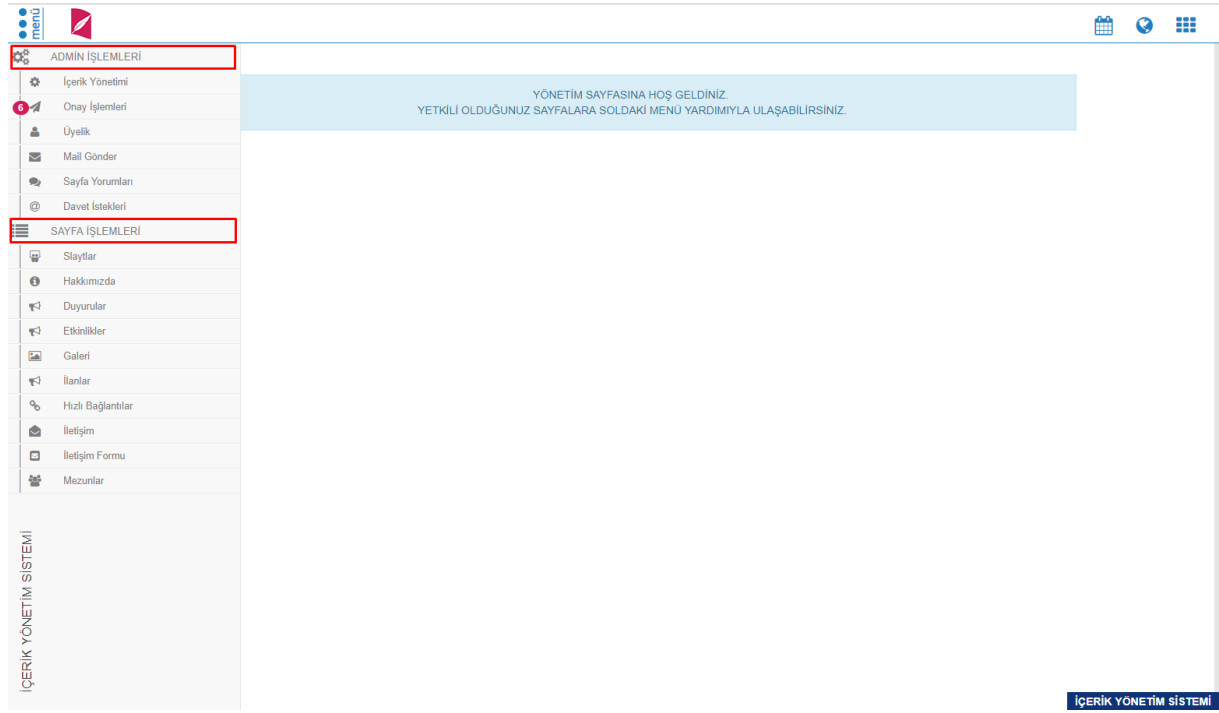 menü
ADMİN İŞLEMLERİ
İçerik Yönetimi
6
Onay İşlemleri
Üyelik
Mail Gönder
Sayfa Yorumları
@
Davet İstekleri
SAYFA İŞLEMLERİ
Slaytlar
Hakkımızda
Duyurular
Etkinlikler
Galeri
İlanlar
Hızlı Bağlantılar
İletişim
İletişim Formu
Mezunlar
İÇERİK YÖNETİM SİSTEMİ
YÖNETİM SAYFASINA HOŞ GELDİNİZ.
YETKİLİ OLDUĞUNUZ SAYFALARA SOLDAKİ MENÜ YARDIMIYLA ULAŞABİLİRSİNİZ.
İÇERİK YÖNETİM SİSTEMİ